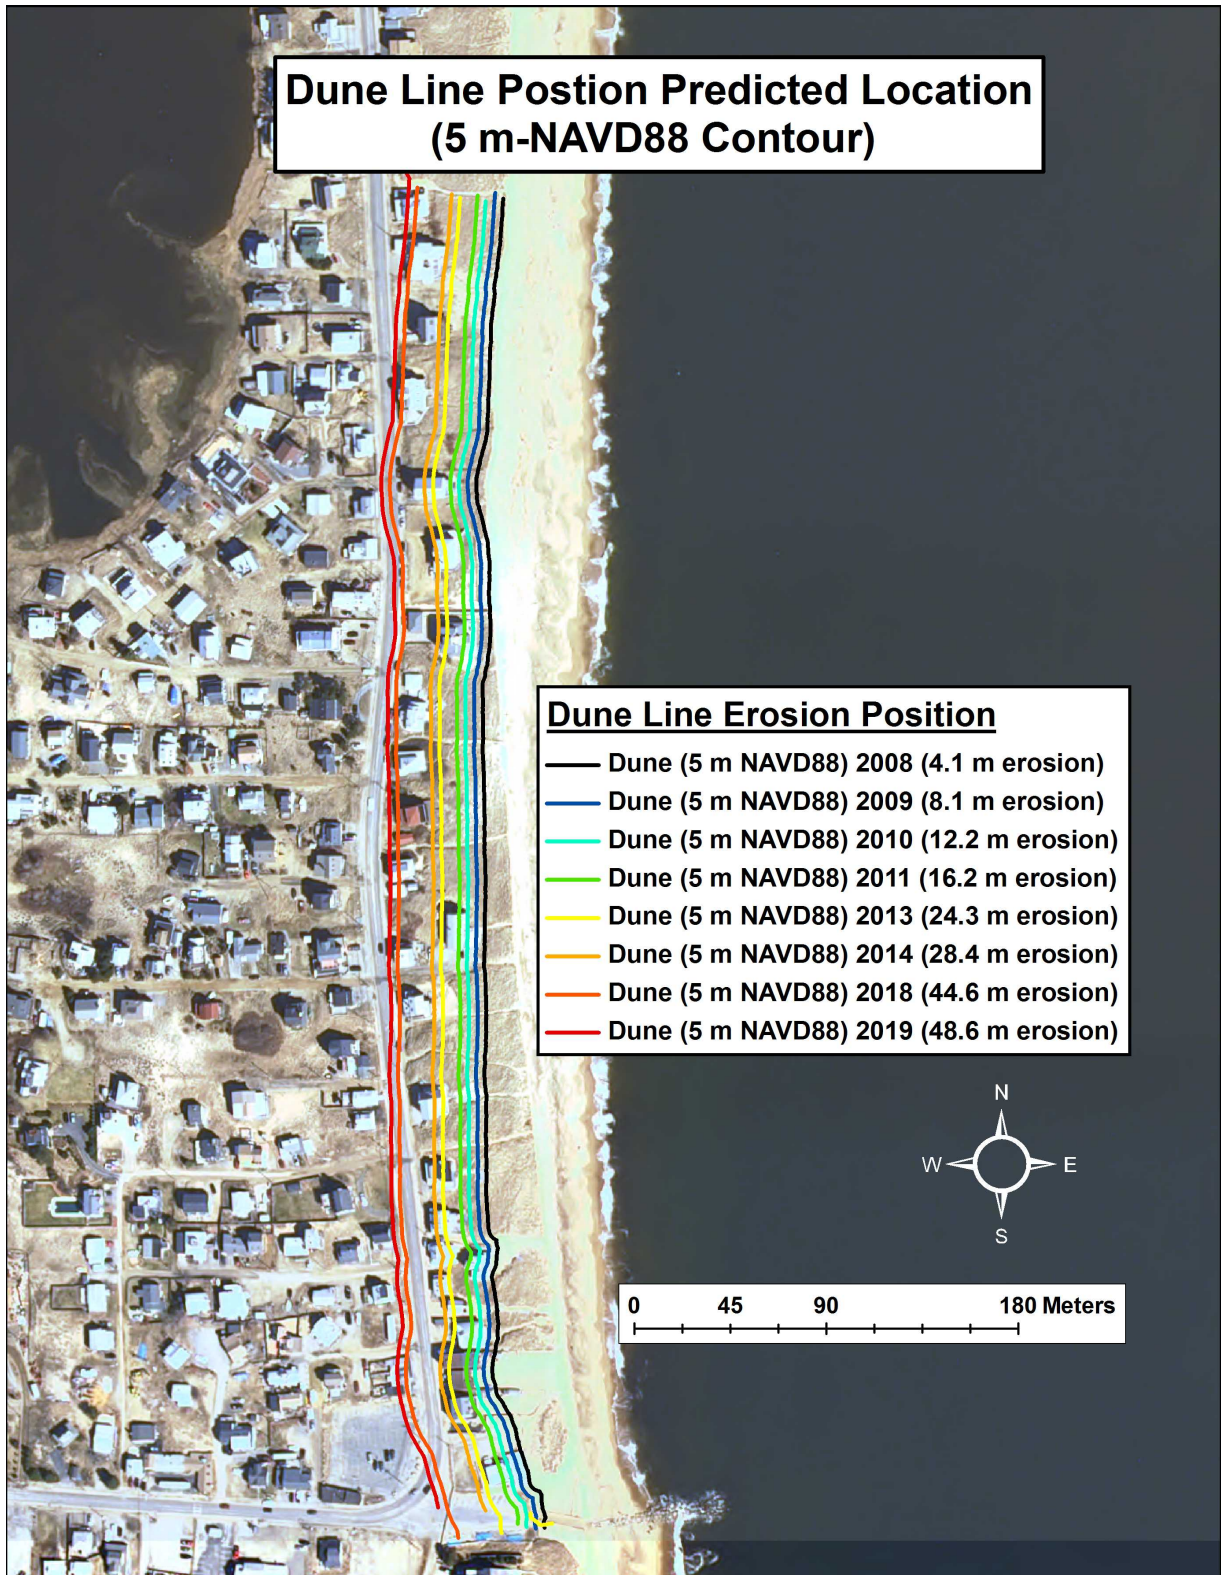 Dune Line Postion Predicted Location
(5 m-NAVD88 Contour)
Dune Line Erosion Position
Dune (5 m NAVD88) 2008 (4.1 m erosion)
Dune (5 m NAVD88) 2009 (8.1 m erosion)
Dune (5 m NAVD88) 2010 (12.2 m erosion)
Dune (5 m NAVD88) 2011 (16.2 m erosion)
Dune (5 m NAVD88) 2013 (24.3 m erosion)
Dune (5 m NAVD88) 2014 (28.4 m erosion)
Dune (5 m NAVD88) 2018 (44.6 m erosion)
Dune (5 m NAVD88) 2019 (48.6 m erosion)
N
W E
S
0 45 90 180 Meters